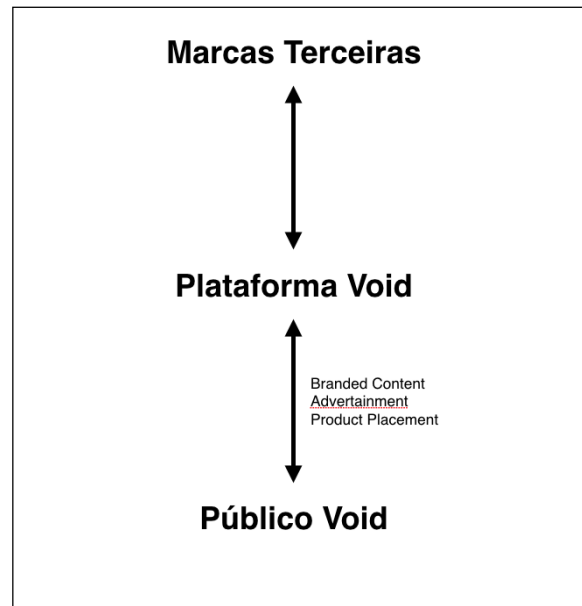 Marcas Terceiras
Plataforma Void
Branded Content
Advertainment
Product Placement
Público Void